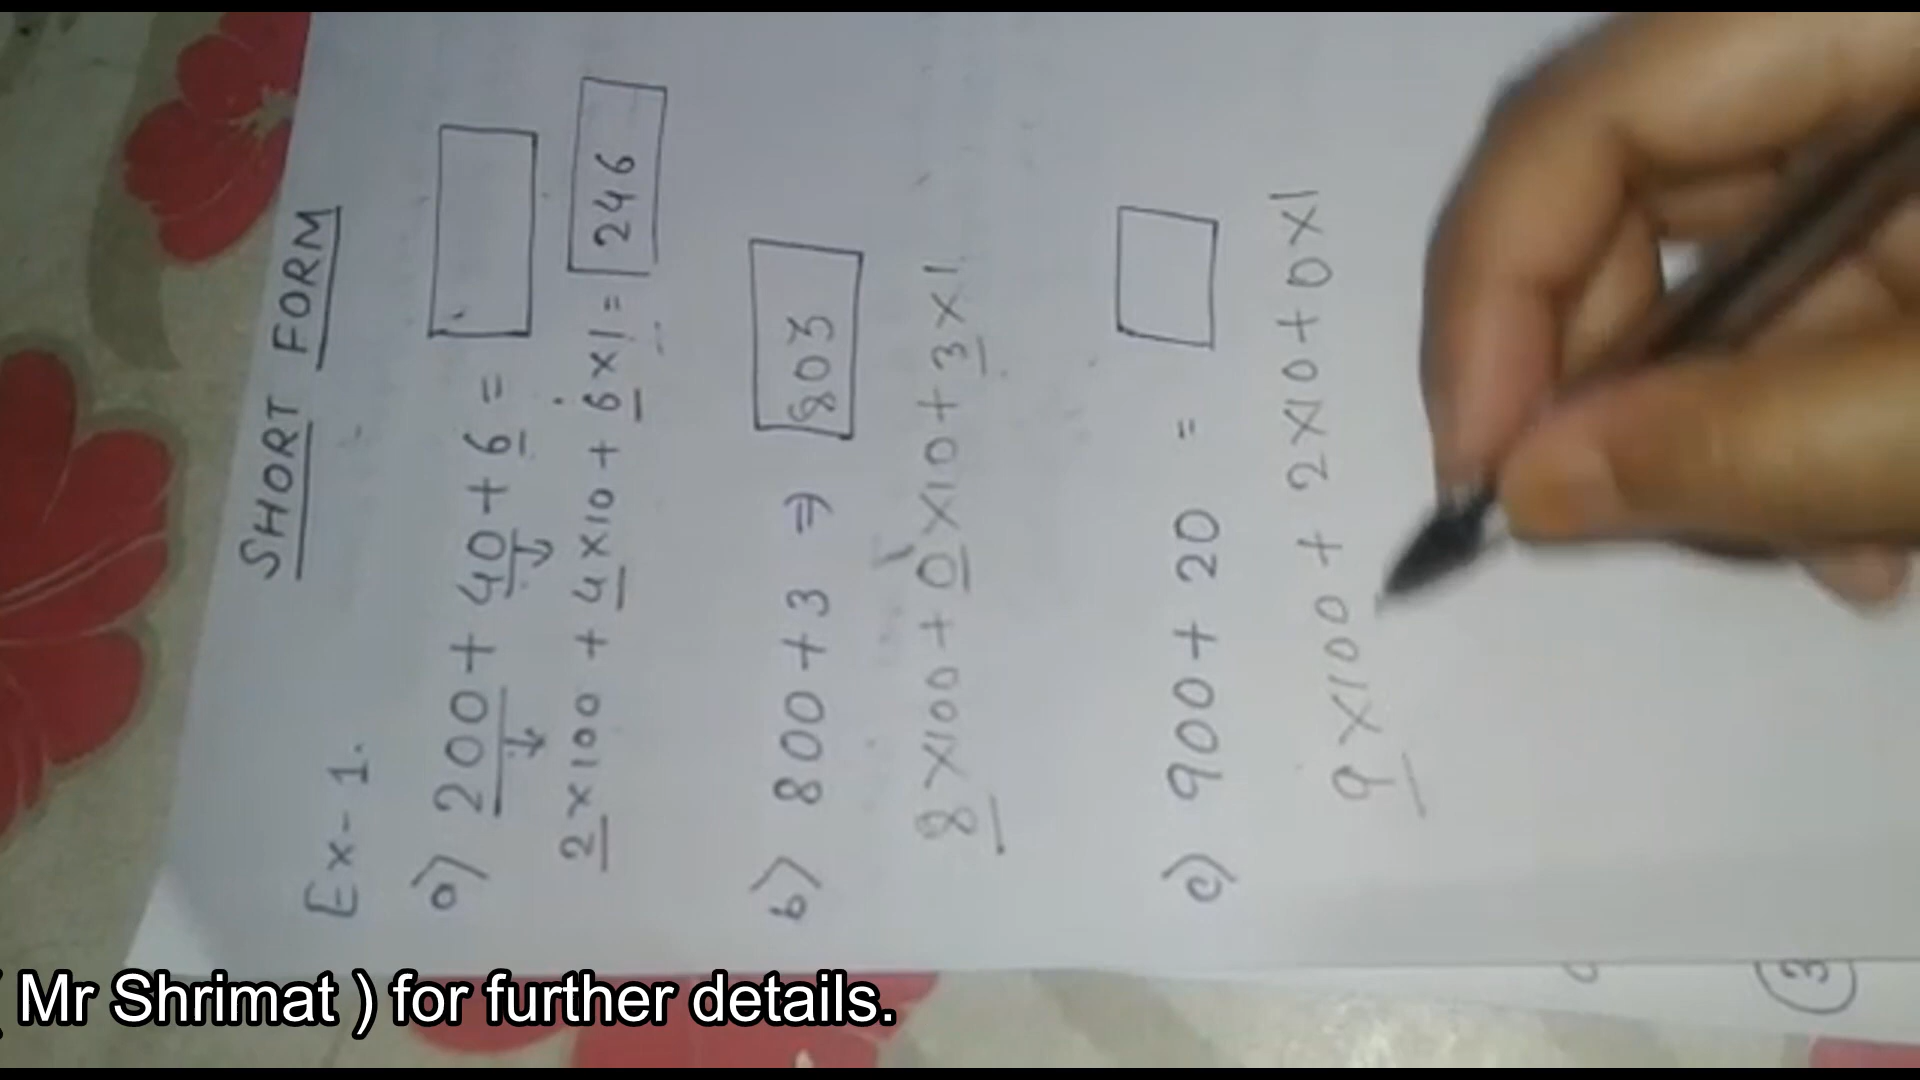 SHORT FORM
Ex-1.
a) 200 + 40 + 6 =
2 x 100 + 4 x 10 + 6 x 1 = 246
b) 800 + 3 ⇒ 803
8 x 100 + 0 x 10 + 3 x 1
c) 900 + 20 =
9 x 100 + 2 x 10 + 0 x 1
3
Mr Shrimat ) for further details.